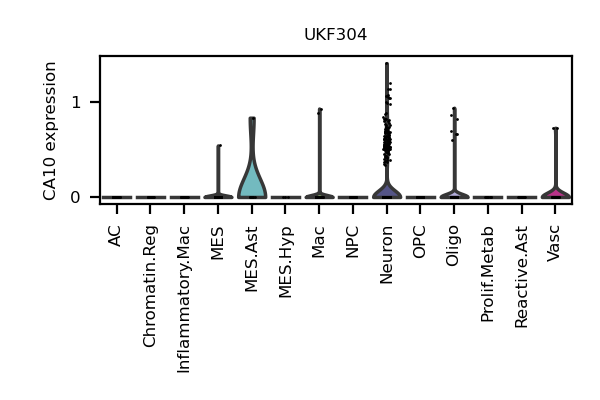 UKF304
CA10 expression
1
0
AC
Chromatin.Reg
Inflammatory.Mac
MES
MES.Ast
MES.Hyp
Mac
NPC
Neuron
OPC
Oligo
Prolif.Metab
Reactive.Ast
Vasc